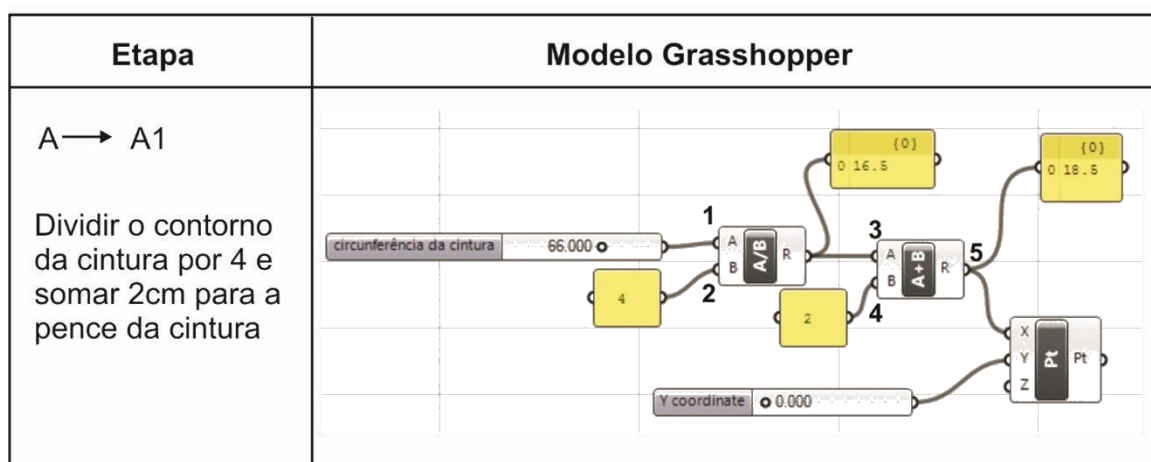 Etapa
Modelo Grasshopper
A → A1
Dividir o contorno
da cintura por 4 e
somar 2cm para a
pence da cintura
{0}
0 16.5
{0}
0 18.5
circunferência da cintura 66.000
1
A
B
A/B
R
2
4
3
A
B
A+B
R
4
5
2
X
Y
Z
Pt
Pt
Y coordinate 0.000